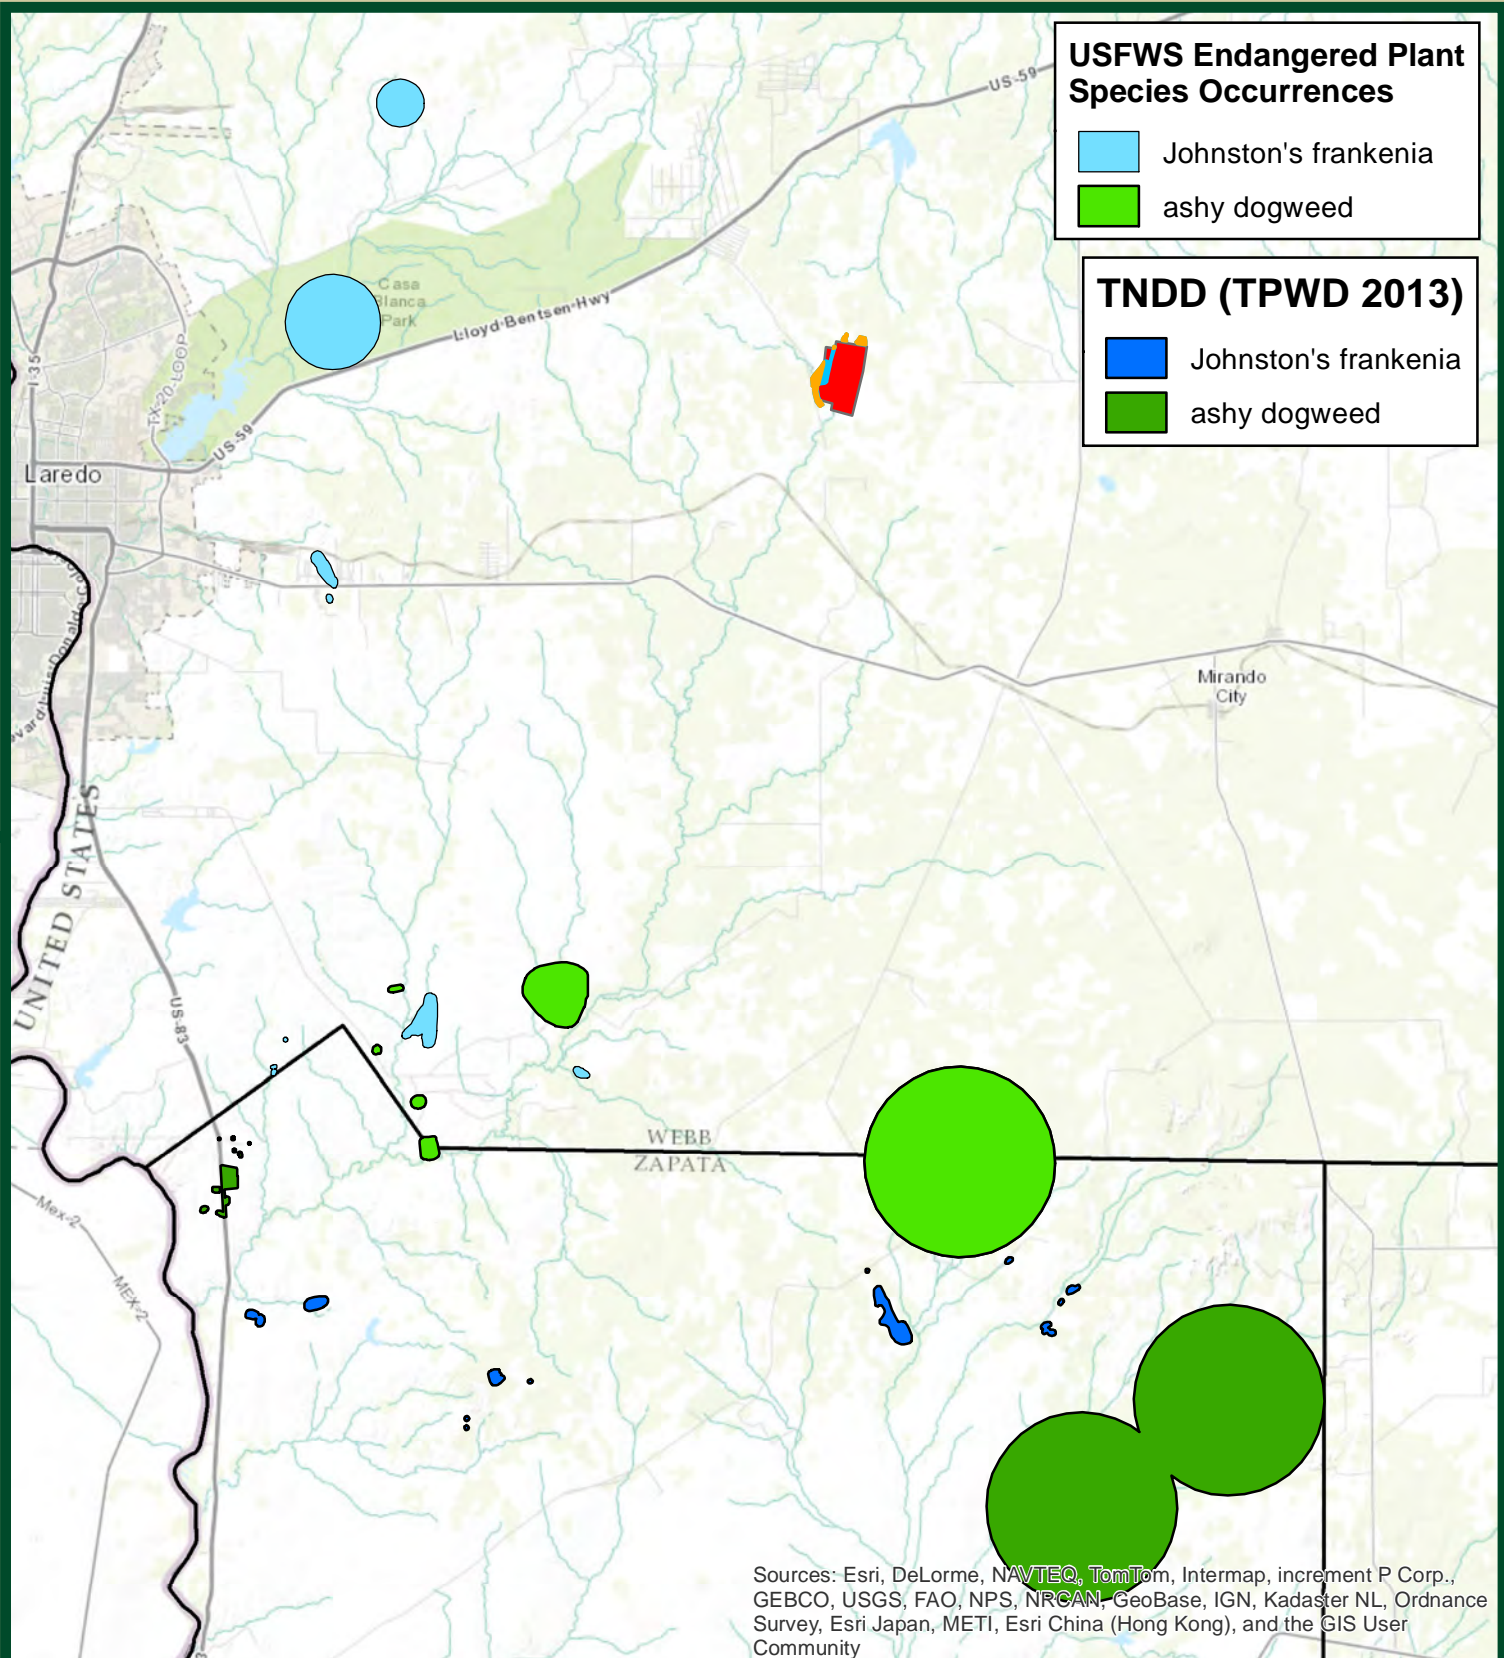 USFWS Endangered Plant
Species Occurrences
Johnston's frankenia
ashy dogweed
TNDD (TPWD 2013)
Johnston's frankenia
ashy dogweed
US-59
Casa
Blanca
Park
Lloyd Bentsen Hwy
I-35
TX-20-LOOP
US-59
Laredo
Mirando
City
UNITED STATES
US-83
WEBB
ZAPATA
Mex-2
MEX-2
Sources: Esri, DeLorme, NAVTEQ, TomTom, Intermap, increment P Corp.,
GEBCO, USGS, FAO, NPS, NRCAN, GeoBase, IGN, Kadaster NL, Ordnance
Survey, Esri Japan, METI, Esri China (Hong Kong), and the GIS User
Community